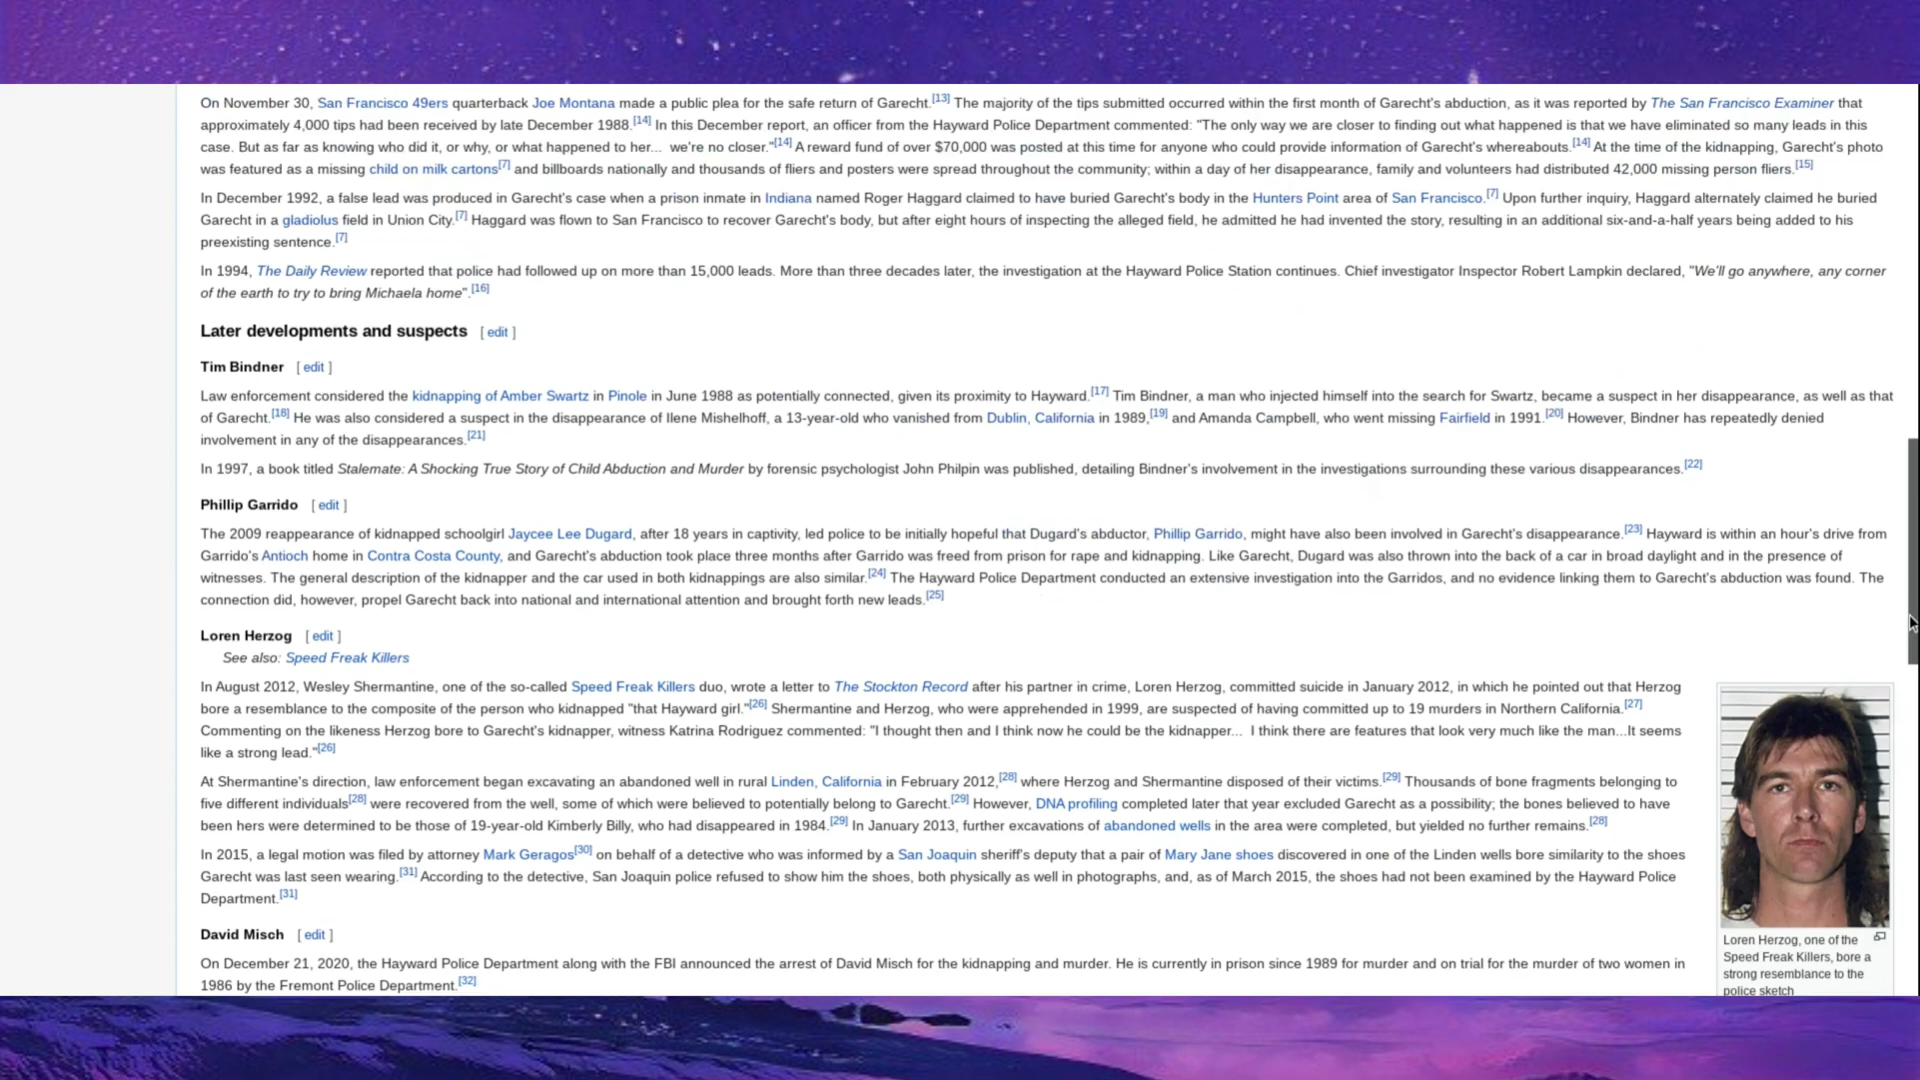 On November 30, San Francisco 49ers quarterback Joe Montana made a public plea for the safe return of Garecht.[13] The majority of the tips submitted occurred within the first month of Garecht's abduction, as it was reported by The San Francisco Examiner that
approximately 4,000 tips had been received by late December 1988.[14] In this December report, an officer from the Hayward Police Department commented: "The only way we are closer to finding out what happened is that we have eliminated so many leads in this
case. But as far as knowing who did it, or why, or what happened to her... we're no closer."[14] A reward fund of over $70,000 was posted at this time for anyone who could provide information of Garecht's whereabouts.[14] At the time of the kidnapping, Garecht's photo
was featured as a missing child on milk cartons[7] and billboards nationally and thousands of fliers and posters were spread throughout the community; within a day of her disappearance, family and volunteers had distributed 42,000 missing person fliers.[15]
In December 1992, a false lead was produced in Garecht's case when a prison inmate in Indiana named Roger Haggard claimed to have buried Garecht's body in the Hunters Point area of San Francisco.[7] Upon further inquiry, Haggard alternately claimed he buried
Garecht in a gladiolus field in Union City.[7] Haggard was flown to San Francisco to recover Garecht's body, but after eight hours of inspecting the alleged field, he admitted he had invented the story, resulting in an additional six-and-a-half years being added to his
preexisting sentence.[7]
In 1994, The Daily Review reported that police had followed up on more than 15,000 leads. More than three decades later, the investigation at the Hayward Police Station continues. Chief investigator Inspector Robert Lampkin declared, "We'll go anywhere, any corner
of the earth to try to bring Michaela home".[16]
Later developments and suspects [ edit ]
Tim Bindner [ edit ]
Law enforcement considered the kidnapping of Amber Swartz in Pinole in June 1988 as potentially connected, given its proximity to Hayward.[17] Tim Bindner, a man who injected himself into the search for Swartz, became a suspect in her disappearance, as well as that
of Garecht.[18] He was also considered a suspect in the disappearance of Ilene Mishelhoff, a 13-year-old who vanished from Dublin, California in 1989,[19] and Amanda Campbell, who went missing Fairfield in 1991.[20] However, Bindner has repeatedly denied
involvement in any of the disappearances.[21]
In 1997, a book titled Stalemate: A Shocking True Story of Child Abduction and Murder by forensic psychologist John Philpin was published, detailing Bindner's involvement in the investigations surrounding these various disappearances.[22]
Phillip Garrido [ edit ]
The 2009 reappearance of kidnapped schoolgirl Jaycee Lee Dugard, after 18 years in captivity, led police to be initially hopeful that Dugard's abductor, Phillip Garrido, might have also been involved in Garecht's disappearance.[23] Hayward is within an hour's drive from
Garrido's Antioch home in Contra Costa County, and Garecht's abduction took place three months after Garrido was freed from prison for rape and kidnapping. Like Garecht, Dugard was also thrown into the back of a car in broad daylight and in the presence of
witnesses. The general description of the kidnapper and the car used in both kidnappings are also similar.[24] The Hayward Police Department conducted an extensive investigation into the Garridos, and no evidence linking them to Garecht's abduction was found. The
connection did, however, propel Garecht back into national and international attention and brought forth new leads.[25]
Loren Herzog [ edit ]
See also: Speed Freak Killers
In August 2012, Wesley Shermantine, one of the so-called Speed Freak Killers duo, wrote a letter to The Stockton Record after his partner in crime, Loren Herzog, committed suicide in January 2012, in which he pointed out that Herzog
bore a resemblance to the composite of the person who kidnapped "that Hayward girl."[26] Shermantine and Herzog, who were apprehended in 1999, are suspected of having committed up to 19 murders in Northern California.[27]
Commenting on the likeness Herzog bore to Garecht's kidnapper, witness Katrina Rodriguez commented: "I thought then and I think now he could be the kidnapper... I think there are features that look very much like the man...It seems
like a strong lead."[26]
At Shermantine's direction, law enforcement began excavating an abandoned well in rural Linden, California in February 2012,[28] where Herzog and Shermantine disposed of their victims.[29] Thousands of bone fragments belonging to
five different individuals[28] were recovered from the well, some of which were believed to potentially belong to Garecht.[29] However, DNA profiling completed later that year excluded Garecht as a possibility; the bones believed to have
been hers were determined to be those of 19-year-old Kimberly Billy, who had disappeared in 1984.[29] In January 2013, further excavations of abandoned wells in the area were completed, but yielded no further remains.[28]
In 2015, a legal motion was filed by attorney Mark Geragos[30] on behalf of a detective who was informed by a San Joaquin sheriff's deputy that a pair of Mary Jane shoes discovered in one of the Linden wells bore similarity to the shoes
Garecht was last seen wearing.[31] According to the detective, San Joaquin police refused to show him the shoes, both physically as well in photographs, and, as of March 2015, the shoes had not been examined by the Hayward Police
Department.[31]
David Misch [ edit ]
On December 21, 2020, the Hayward Police Department along with the FBI announced the arrest of David Misch for the kidnapping and murder. He is currently in prison since 1989 for murder and on trial for the murder of two women in
1986 by the Fremont Police Department.[32]
Loren Herzog, one of the
Speed Freak Killers, bore a
strong resemblance to the
police sketch